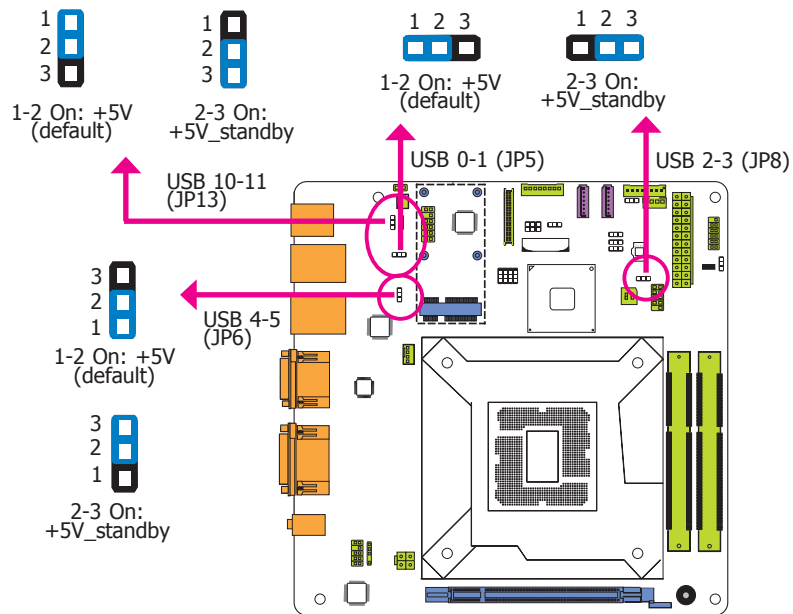 1
2
3
1-2 On: +5V
(default)
1
2
3
2-3 On:
+5V_standby
1 2 3
1-2 On: +5V
(default)
1 2 3
2-3 On:
+5V_standby
USB 10-11
(JP13)
USB 0-1 (JP5)
USB 2-3 (JP8)
3
2
1
1-2 On: +5V
(default)
USB 4-5
(JP6)
3
2
1
2-3 On:
+5V_standby